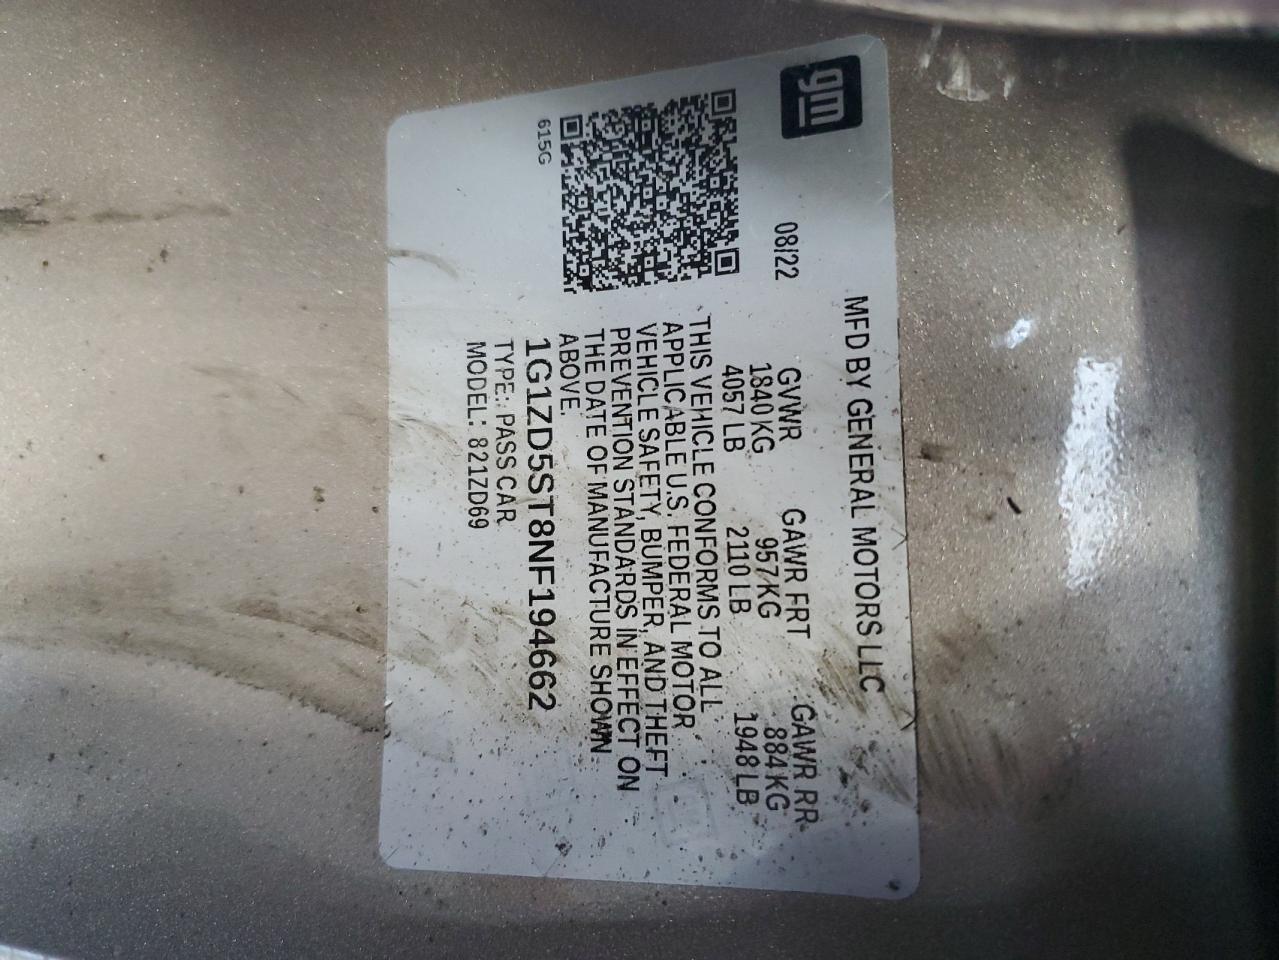 gm
MFD BY GENERAL MOTORS LLC
08/22
GVWR GAWR FRT GAWR RR
1840 KG 957 KG 884 KG
4057 LB 2110 LB 1948 LB
THIS VEHICLE CONFORMS TO ALL
APPLICABLE U.S. FEDERAL MOTOR
VEHICLE SAFETY, BUMPER, AND THEFT
PREVENTION STANDARDS IN EFFECT ON
THE DATE OF MANUFACTURE SHOWN
ABOVE.
1G1ZD5ST8NF194662
TYPE: PASS CAR
MODEL: 821ZD69
615G